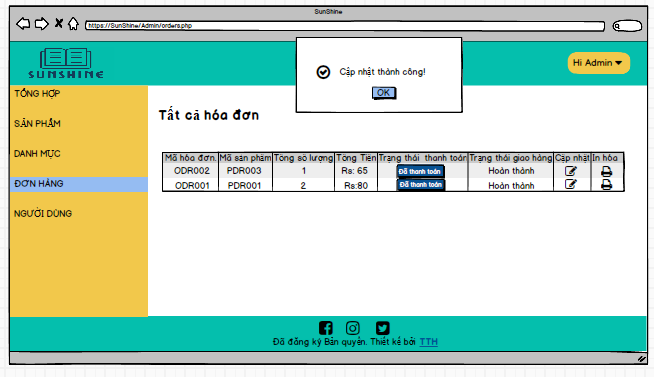 SunShine
https://SunShine/Admin/orders.php
SUNSHINE
Cập nhật thành công!
OK
Hi Admin
TỔNG HỢP
SẢN PHẨM
DANH MỤC
ĐƠN HÀNG
NGƯỜI DÙNG
Tất cả hóa đơn
Mã hóa đơn. Mã sản phẩm Tổng số lượng Tổng Tiền Trạng thái thanh toán Trạng thái giao hàng Cập nhật In hóa
ODR002 PDR003 1 Rs: 65 Đã thanh toán Hoàn thành
ODR001 PDR001 2 Rs:80 Đã thanh toán Hoàn thành
Đã đăng ký Bản quyền. Thiết kế bởi TTH